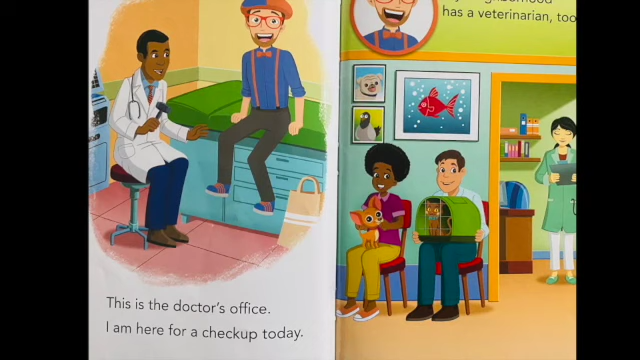 This is the doctor's office.
I am here for a checkup today.
has a veterinarian, too